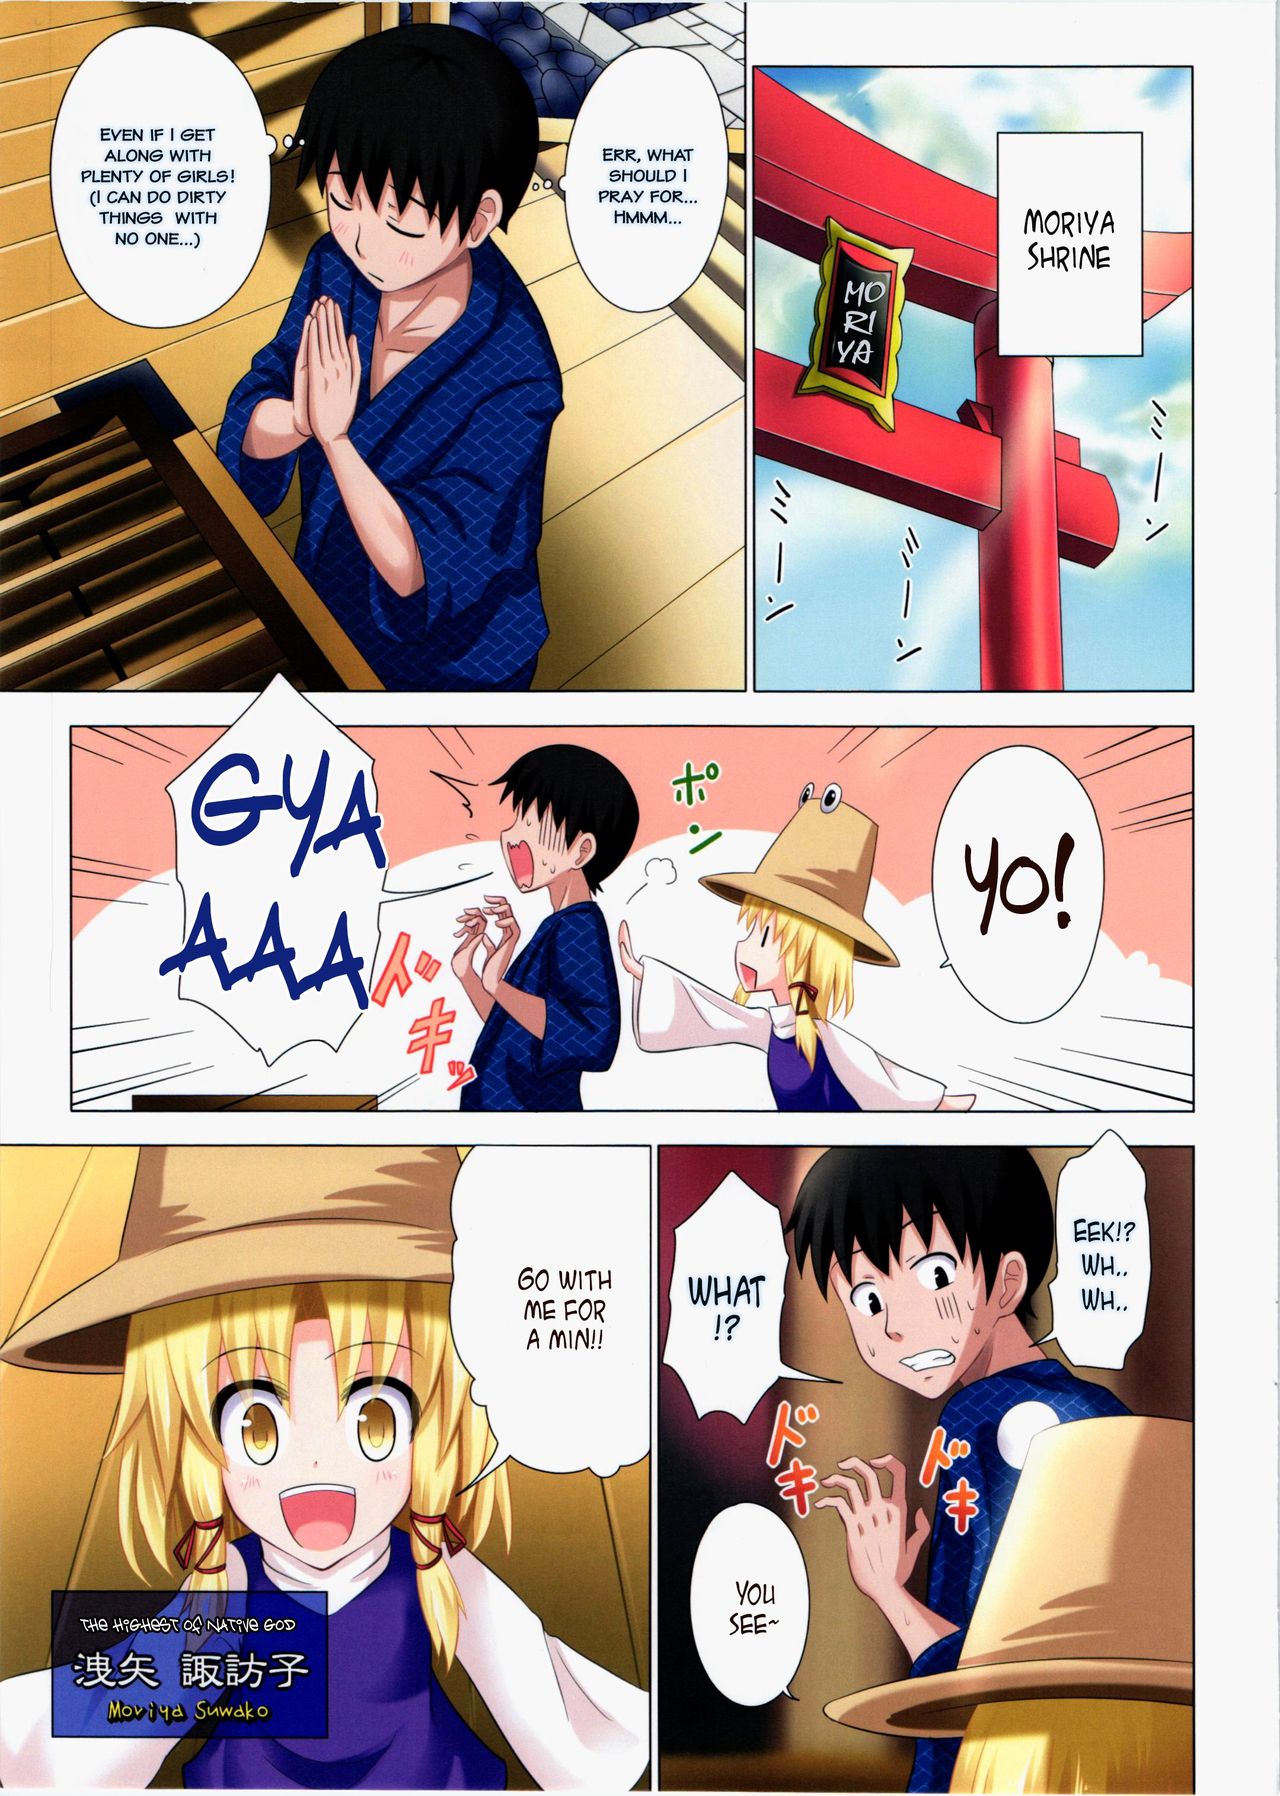 MORIYA
SHRINE
MO
RI
YA
シ
ー
ン
シ
ー
ン
シ
ー
ン
ERR, WHAT
SHOULD I
PRAY FOR...
HMMM...
EVEN IF I GET
ALONG WITH
PLENTY OF GIRLS!
(I CAN DO DIRTY
THINGS WITH
NO ONE...)
YO!
ポン
GYA
AAA
ドキッ
EEK!?
WH..
WH..
WHAT
!?
ドキ
ドキ
YOU
SEE~
GO WITH
ME FOR
A MIN!!
THE HIGHEST OF NATIVE GOD
洩矢 諏訪子
Moriya Suwako